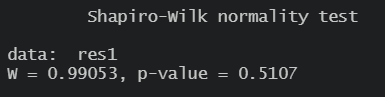 Shapiro-Wilk normality test
data:  res1
W = 0.99053, p-value = 0.5107